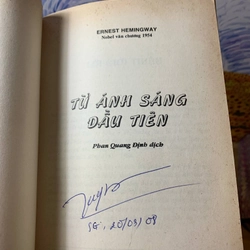 ERNEST HEMINGWAY
Nobel văn chương 1954
TỪ ÁNH SÁNG
ĐẦU TIÊN
Phan Quang Định dịch
SG, 20/03/09